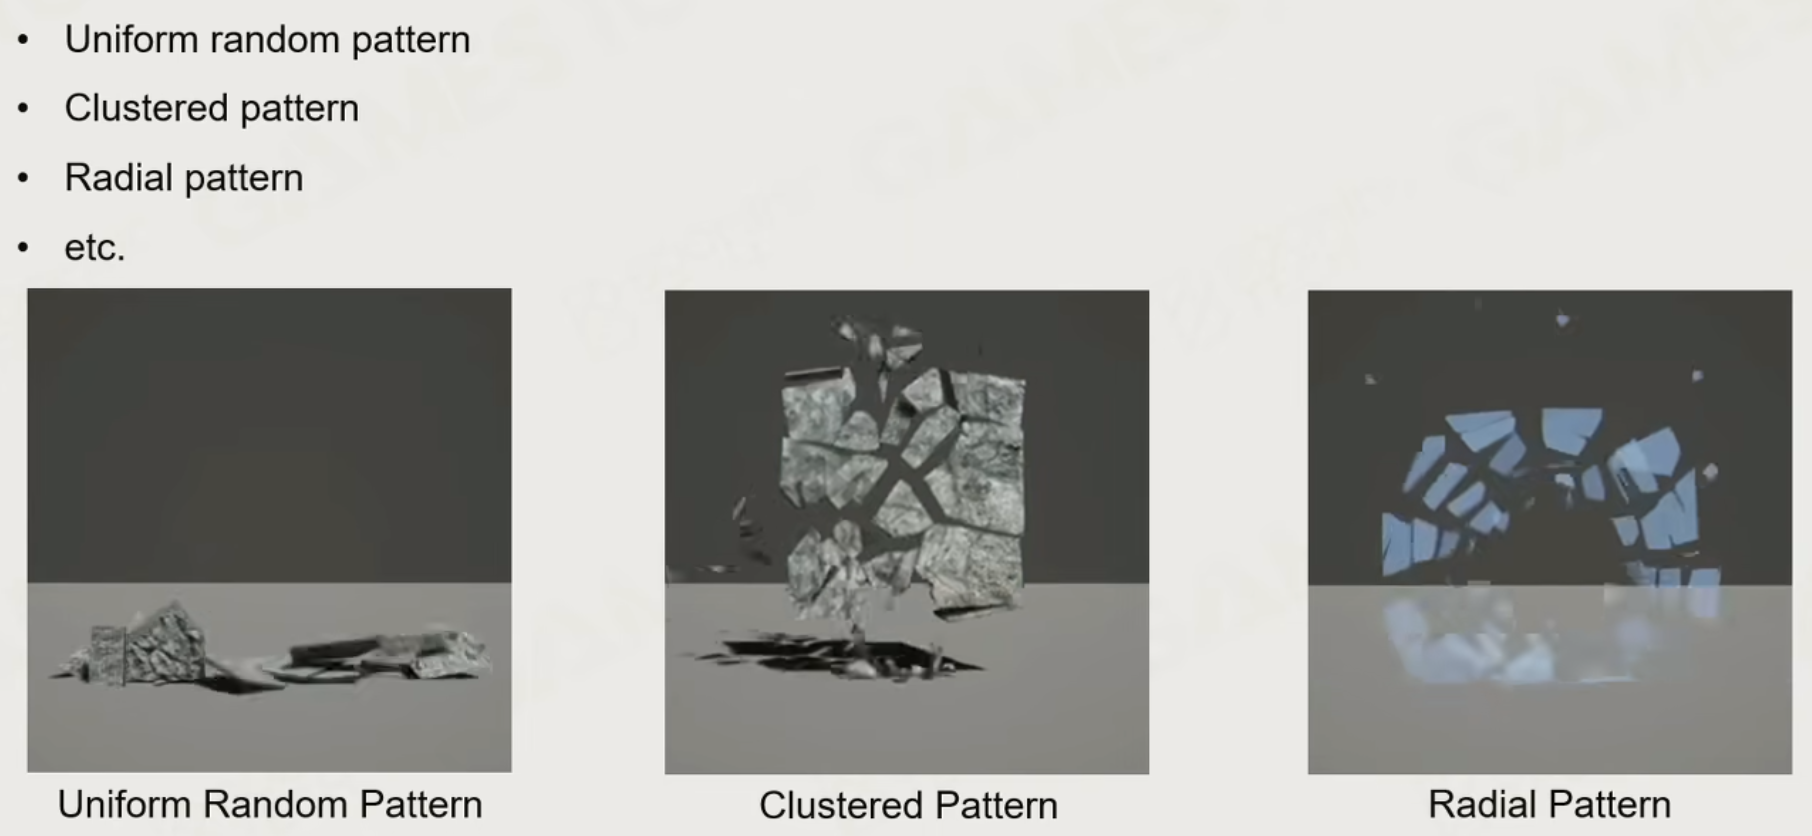 • Uniform random pattern
• Clustered pattern
• Radial pattern
• etc.
Uniform Random Pattern
Clustered Pattern
Radial Pattern